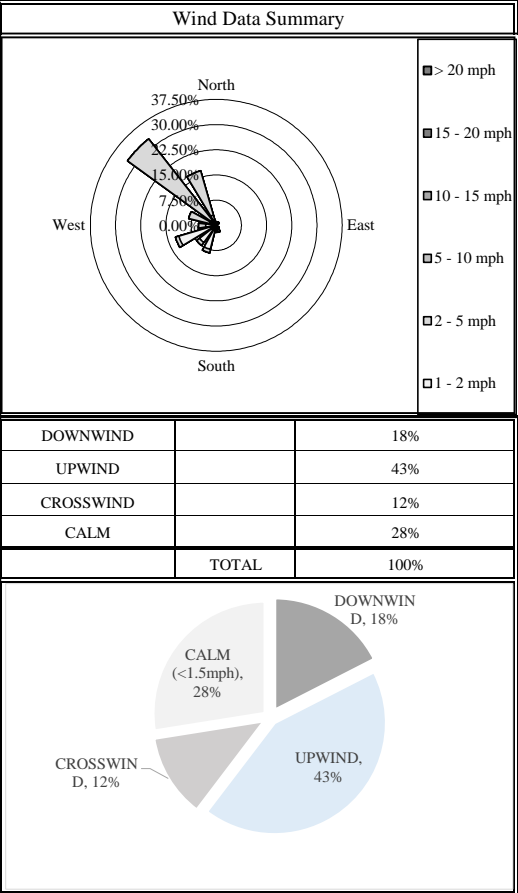 Wind Data Summary
North
37.50%
30.00%
22.50%
15.00%
7.50%
0.00%
West
East
South
> 20 mph
15 - 20 mph
10 - 15 mph
5 - 10 mph
2 - 5 mph
1 - 2 mph
DOWNWIND 18%
UPWIND 43%
CROSSWIND 12%
CALM 28%
TOTAL 100%
DOWNWIN
D, 18%
CALM
(<1.5mph),
28%
CROSSWIN
D, 12%
UPWIND,
43%